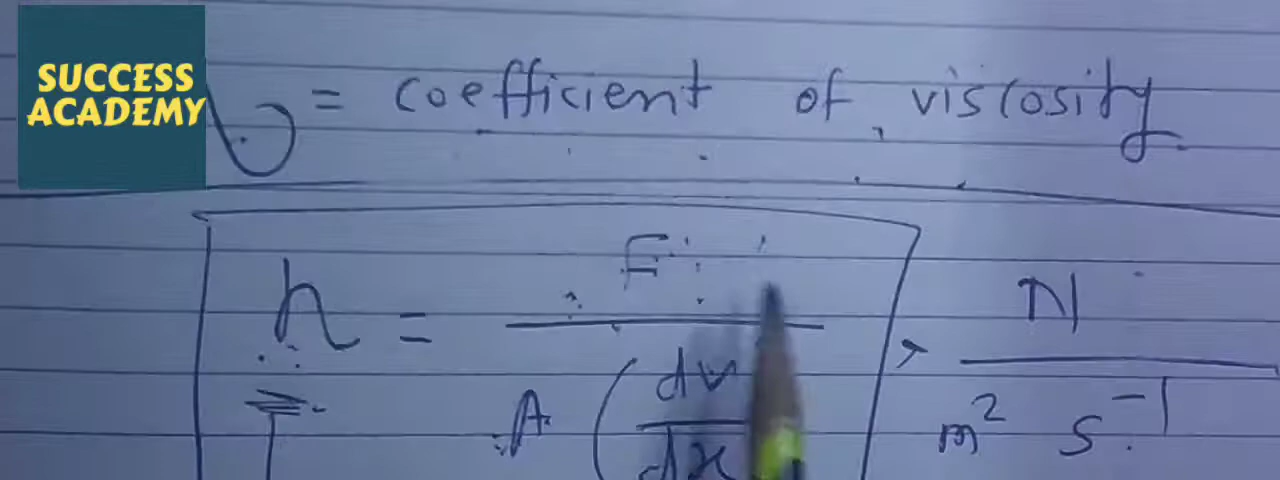 SUCCESS
ACADEMY
= coefficient of viscosity
η = F / A (dv/dx) > N / m² s⁻¹